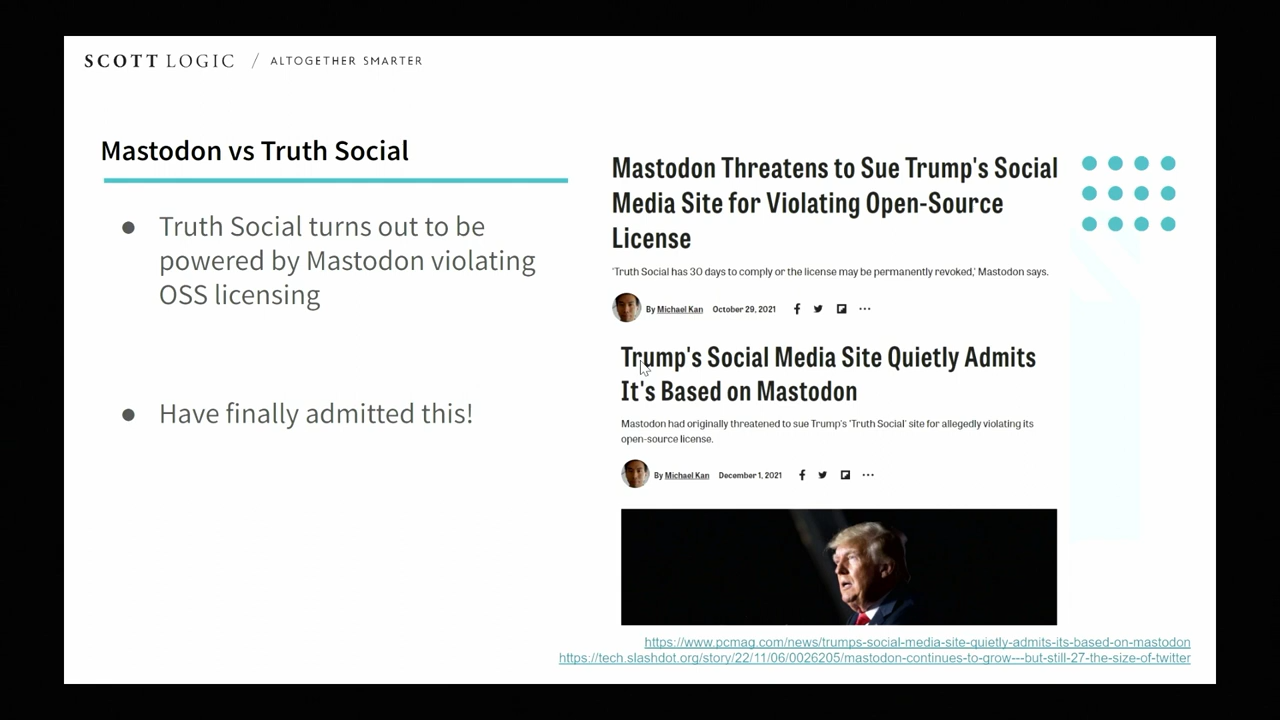 SCOTT LOGIC / ALTOGETHER SMARTER
Mastodon vs Truth Social
● Truth Social turns out to be
powered by Mastodon violating
OSS licensing
● Have finally admitted this!
Mastodon Threatens to Sue Trump's Social
Media Site for Violating Open-Source
License
'Truth Social has 30 days to comply or the license may be permanently revoked,' Mastodon says.
By Michael Kan October 29, 2021
Trump's Social Media Site Quietly Admits
It's Based on Mastodon
Mastodon had originally threatened to sue Trump's 'Truth Social' site for allegedly violating its
open-source license.
By Michael Kan December 1, 2021
https://www.pcmag.com/news/trumps-social-media-site-quietly-admits-its-based-on-mastodon
https://tech.slashdot.org/story/22/11/06/0026205/mastodon-continues-to-grow---but-still-27-the-size-of-twitter